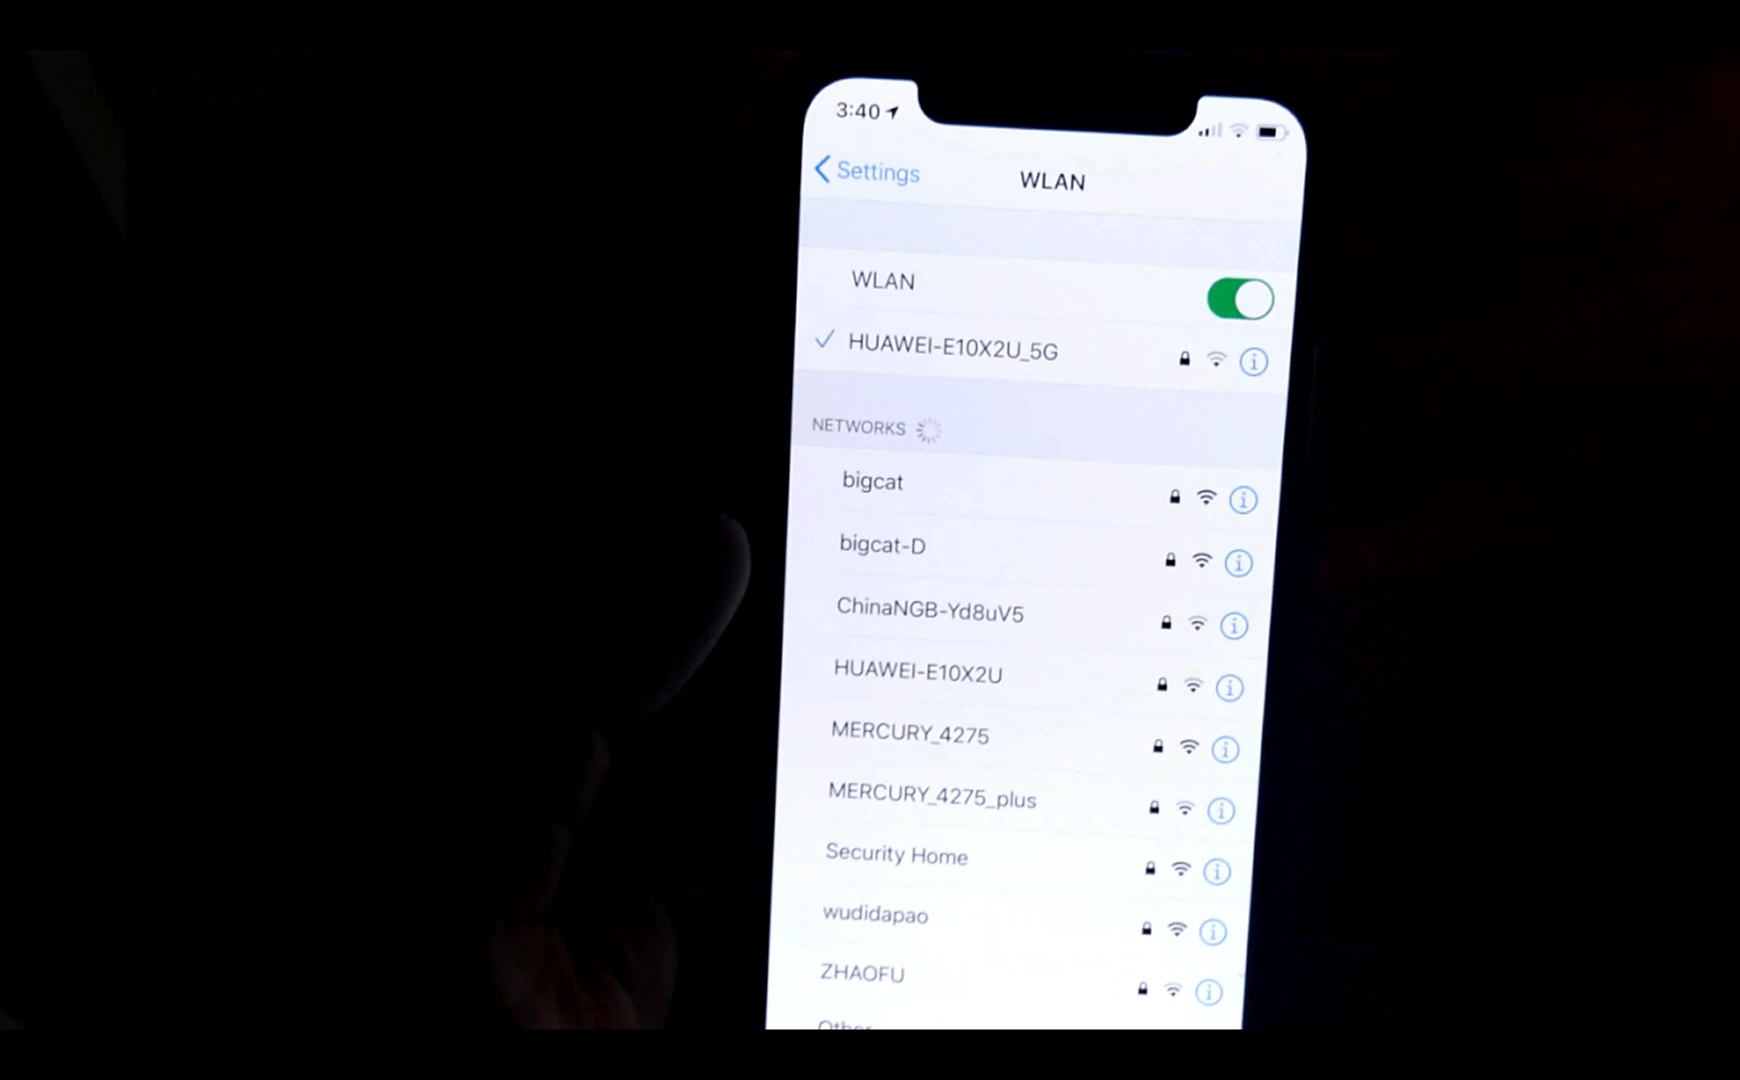 3:40
Settings
WLAN
WLAN
HUAWEI-E10X2U_5G
NETWORKS
bigcat
bigcat-D
ChinaNGB-Yd8uV5
HUAWEI-E10X2U
MERCURY_4275
MERCURY_4275_plus
Security Home
wudidapao
ZHAOFU
Other